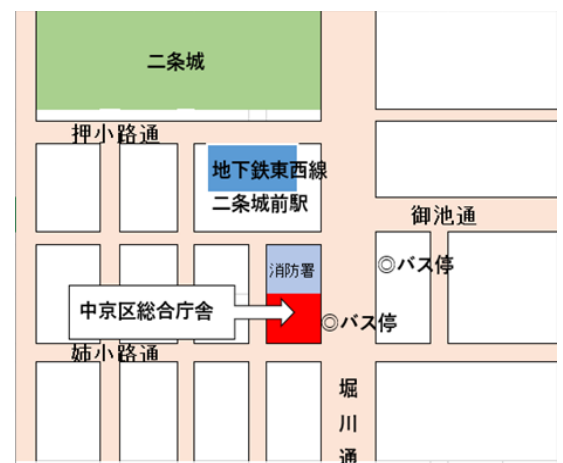 二条城
押小路通
地下鉄東西線
二条城前駅
御池通
消防署
◎バス停
中京区総合庁舎
◎バス停
姉小路通
堀
川
通